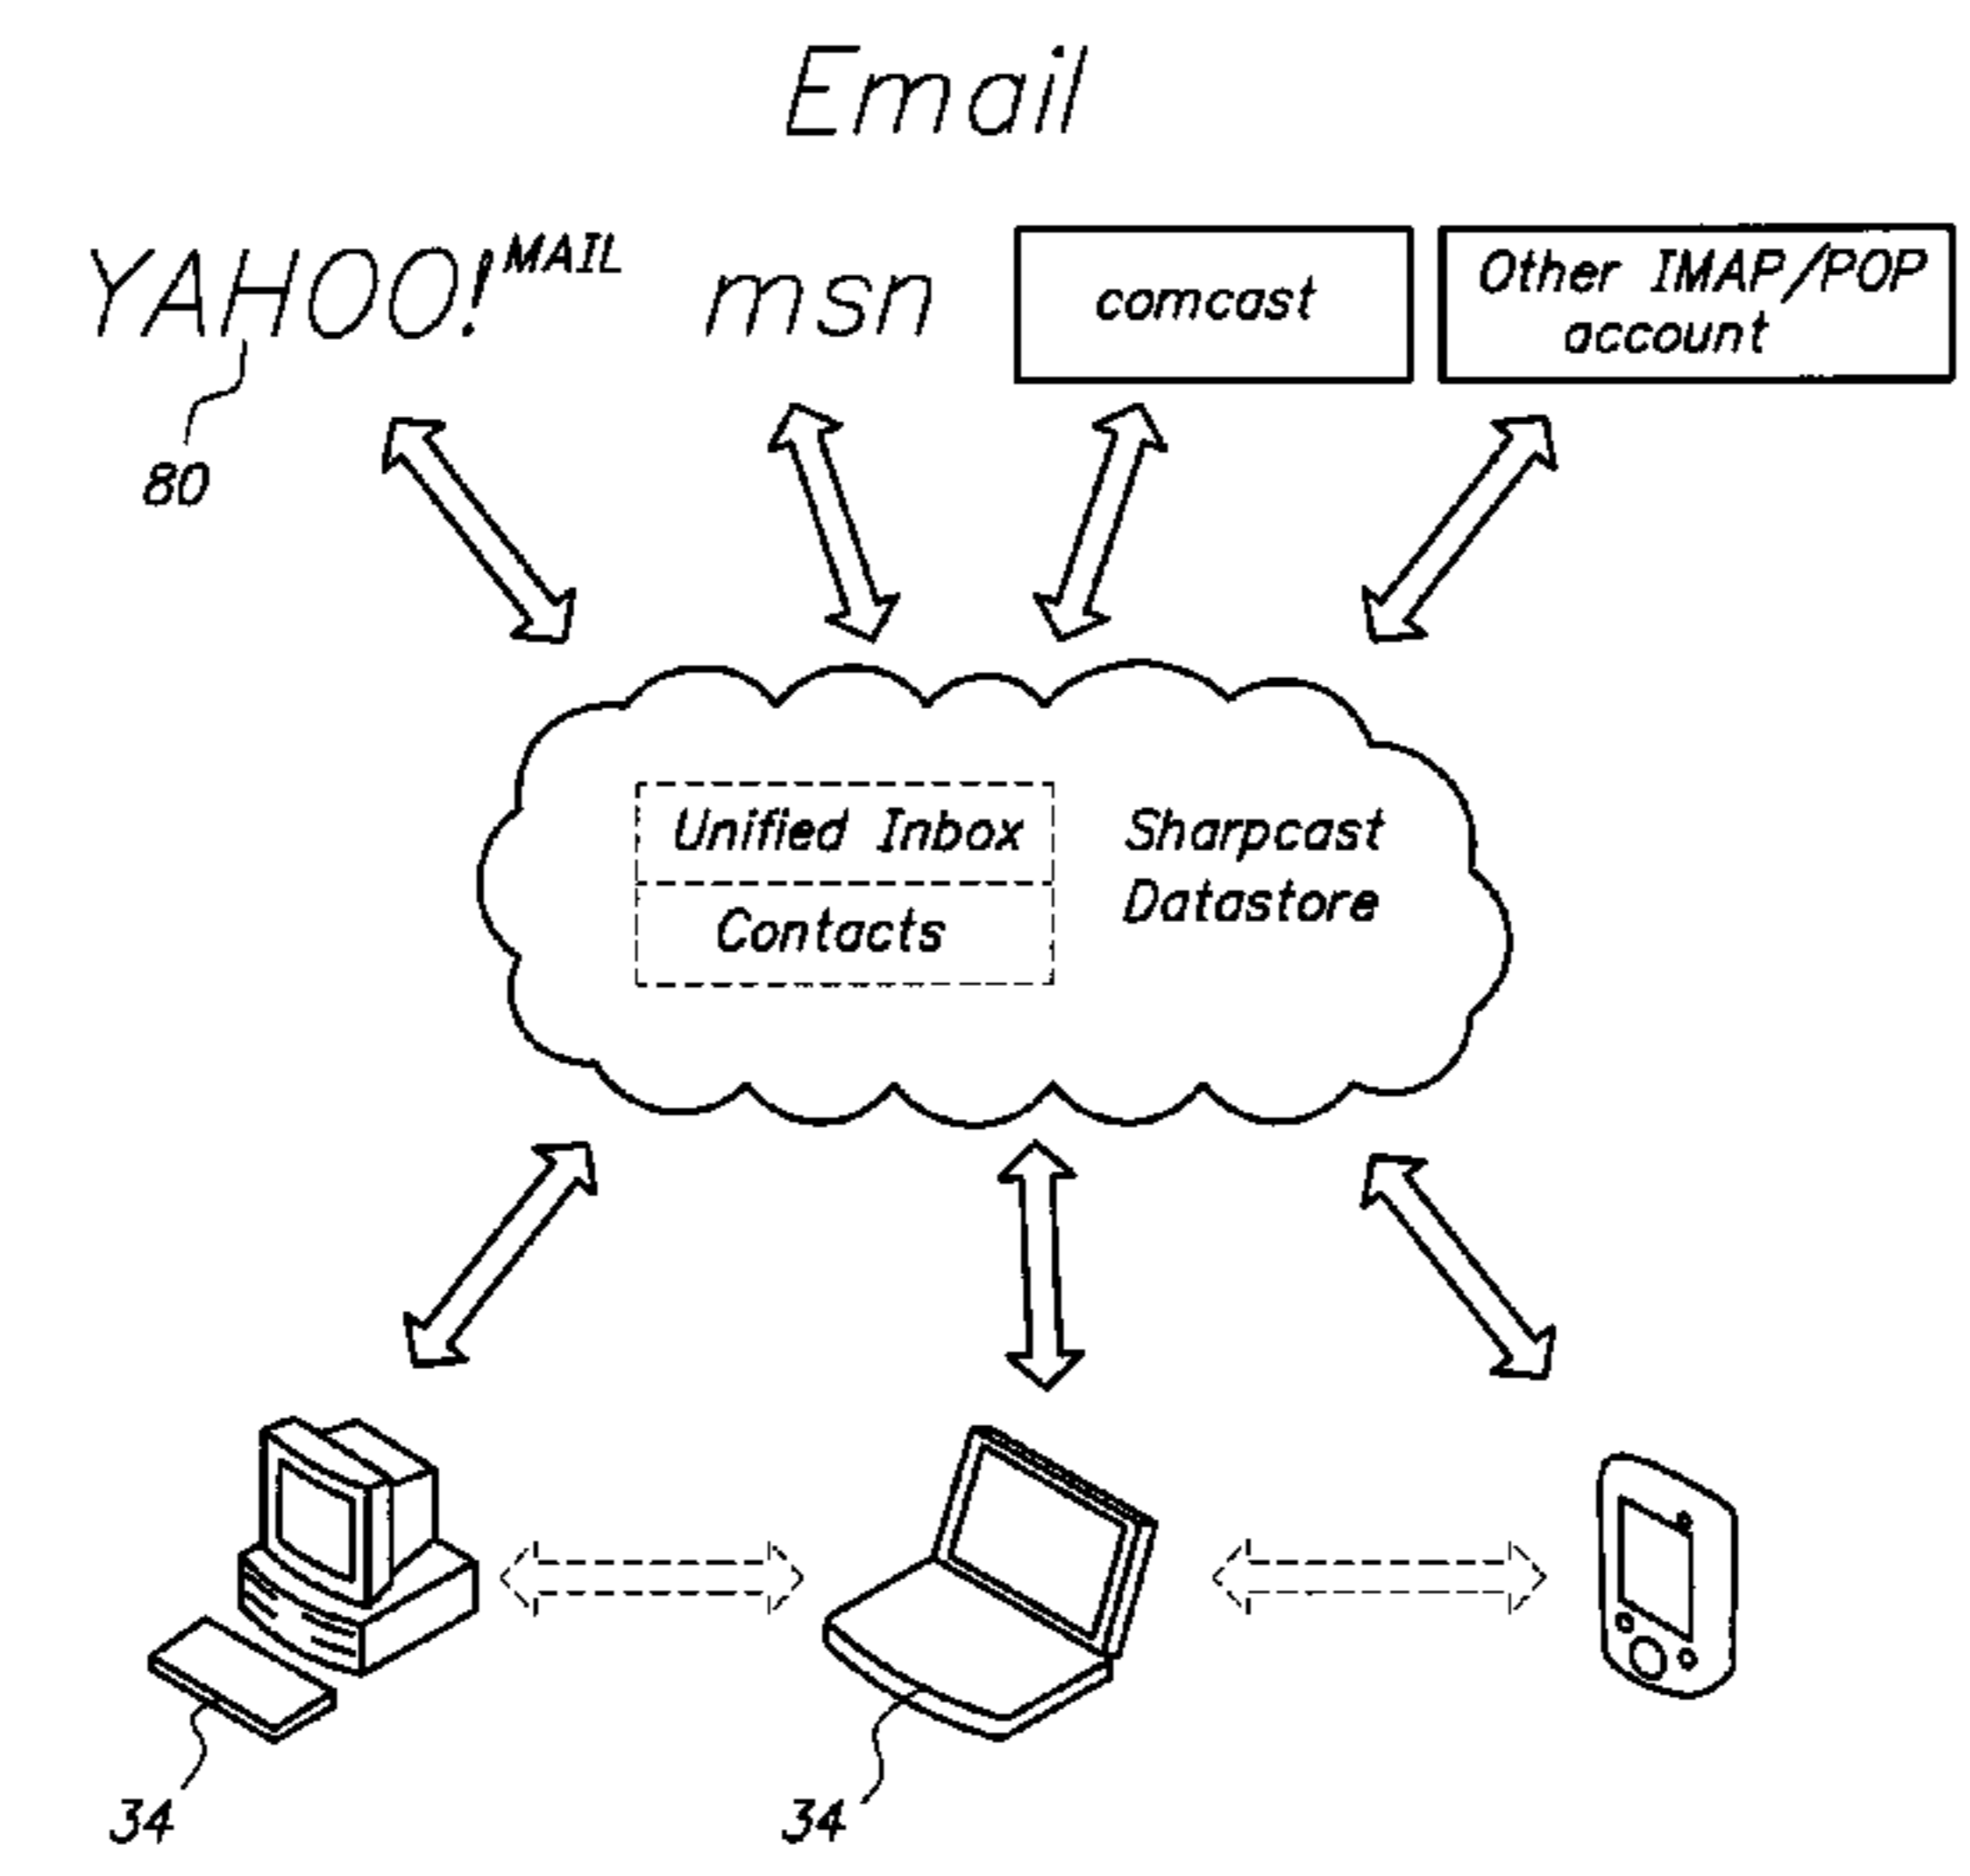 Email
YAHOO! MAIL
msn
comcast
Other IMAP/POP
account
80
Unified Inbox
Contacts
Sharpcast
Datastore
34
34